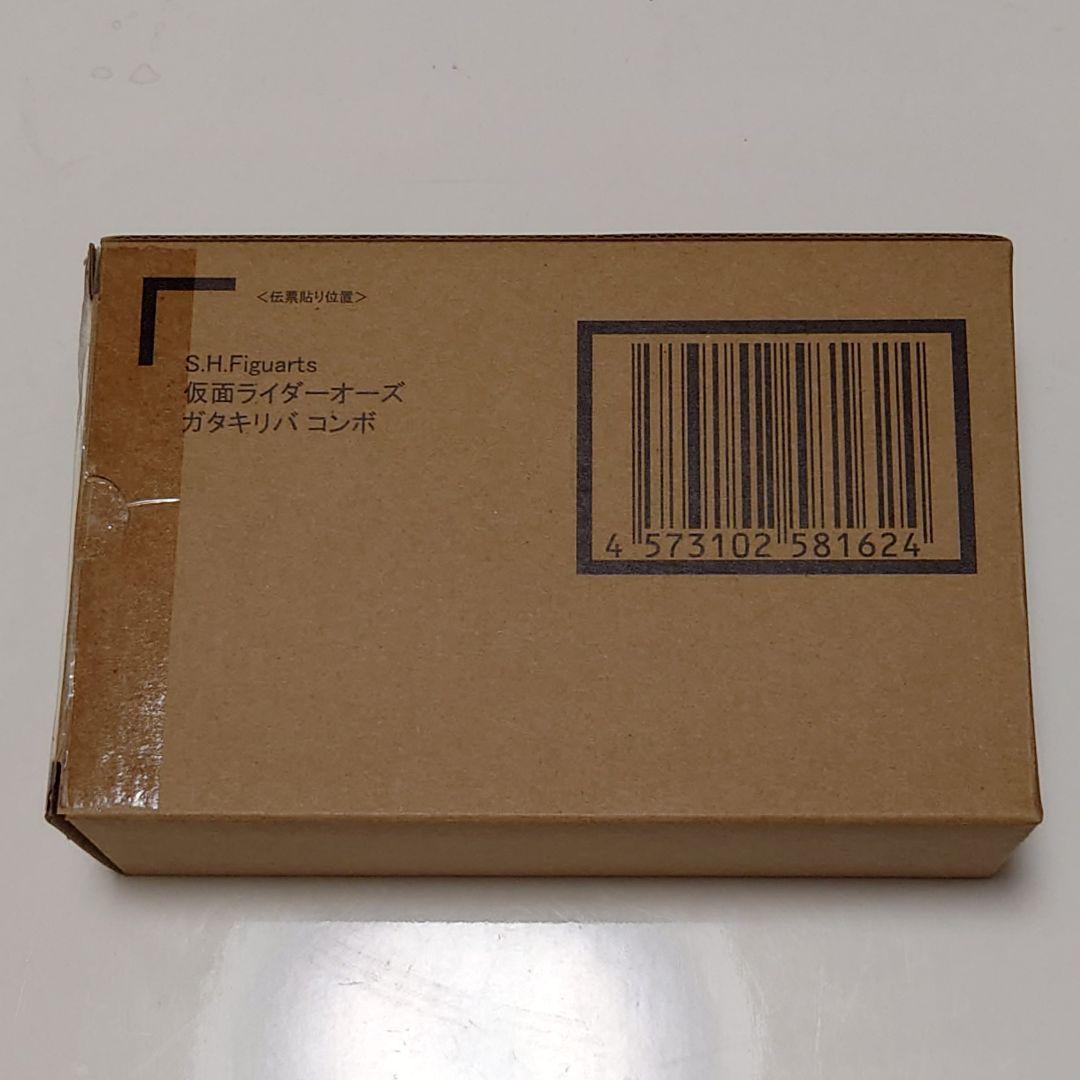 ＜伝票貼り位置＞
S.H.Figuarts
仮面ライダーオーズ
ガタキリバ コンボ
4 573102 581624